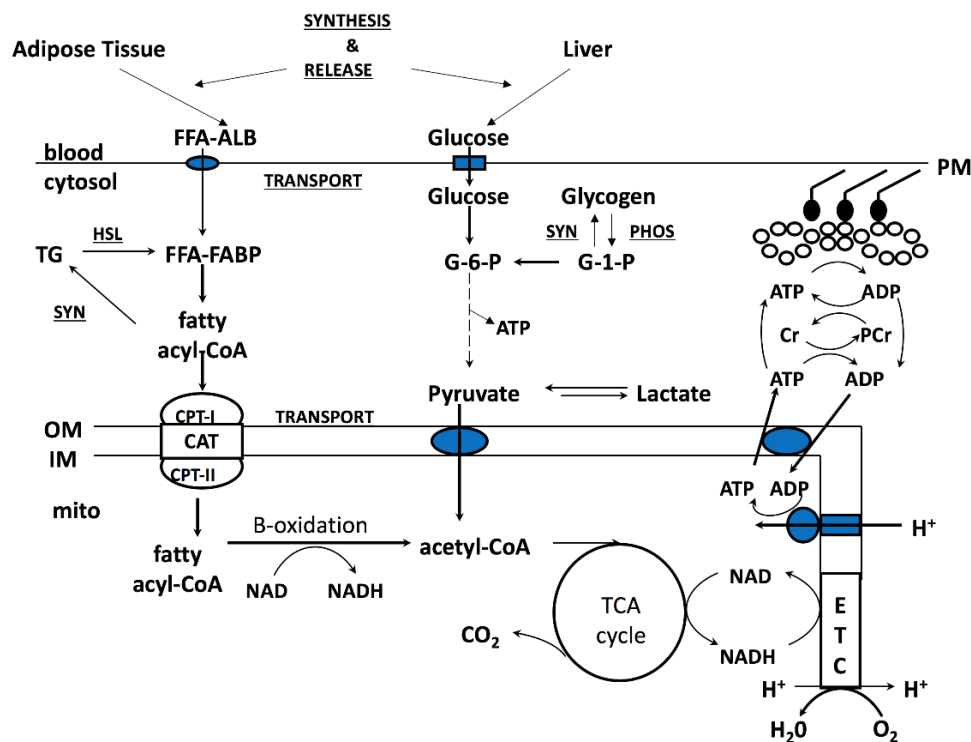 SYNTHESIS
&
RELEASE
Adipose Tissue
Liver
FFA-ALB
Glucose
blood
PM
cytosol
TRANSPORT
Glucose
Glycogen
HSL
SYN
PHOS
TG
FFA-FABP
G-6-P
G-1-P
ATP
ADP
SYN
fatty
acyl-CoA
ATP
Cr
PCr
ATP
ADP
Pyruvate
Lactate
CPT-I
TRANSPORT
OM
CAT
IM
CPT-II
ATP
ADP
mito
B-oxidation
H+
fatty
acyl-CoA
acetyl-CoA
NAD
NADH
NAD
TCA
cycle
E
T
C
CO2
NADH
H+
H+
H20
O2